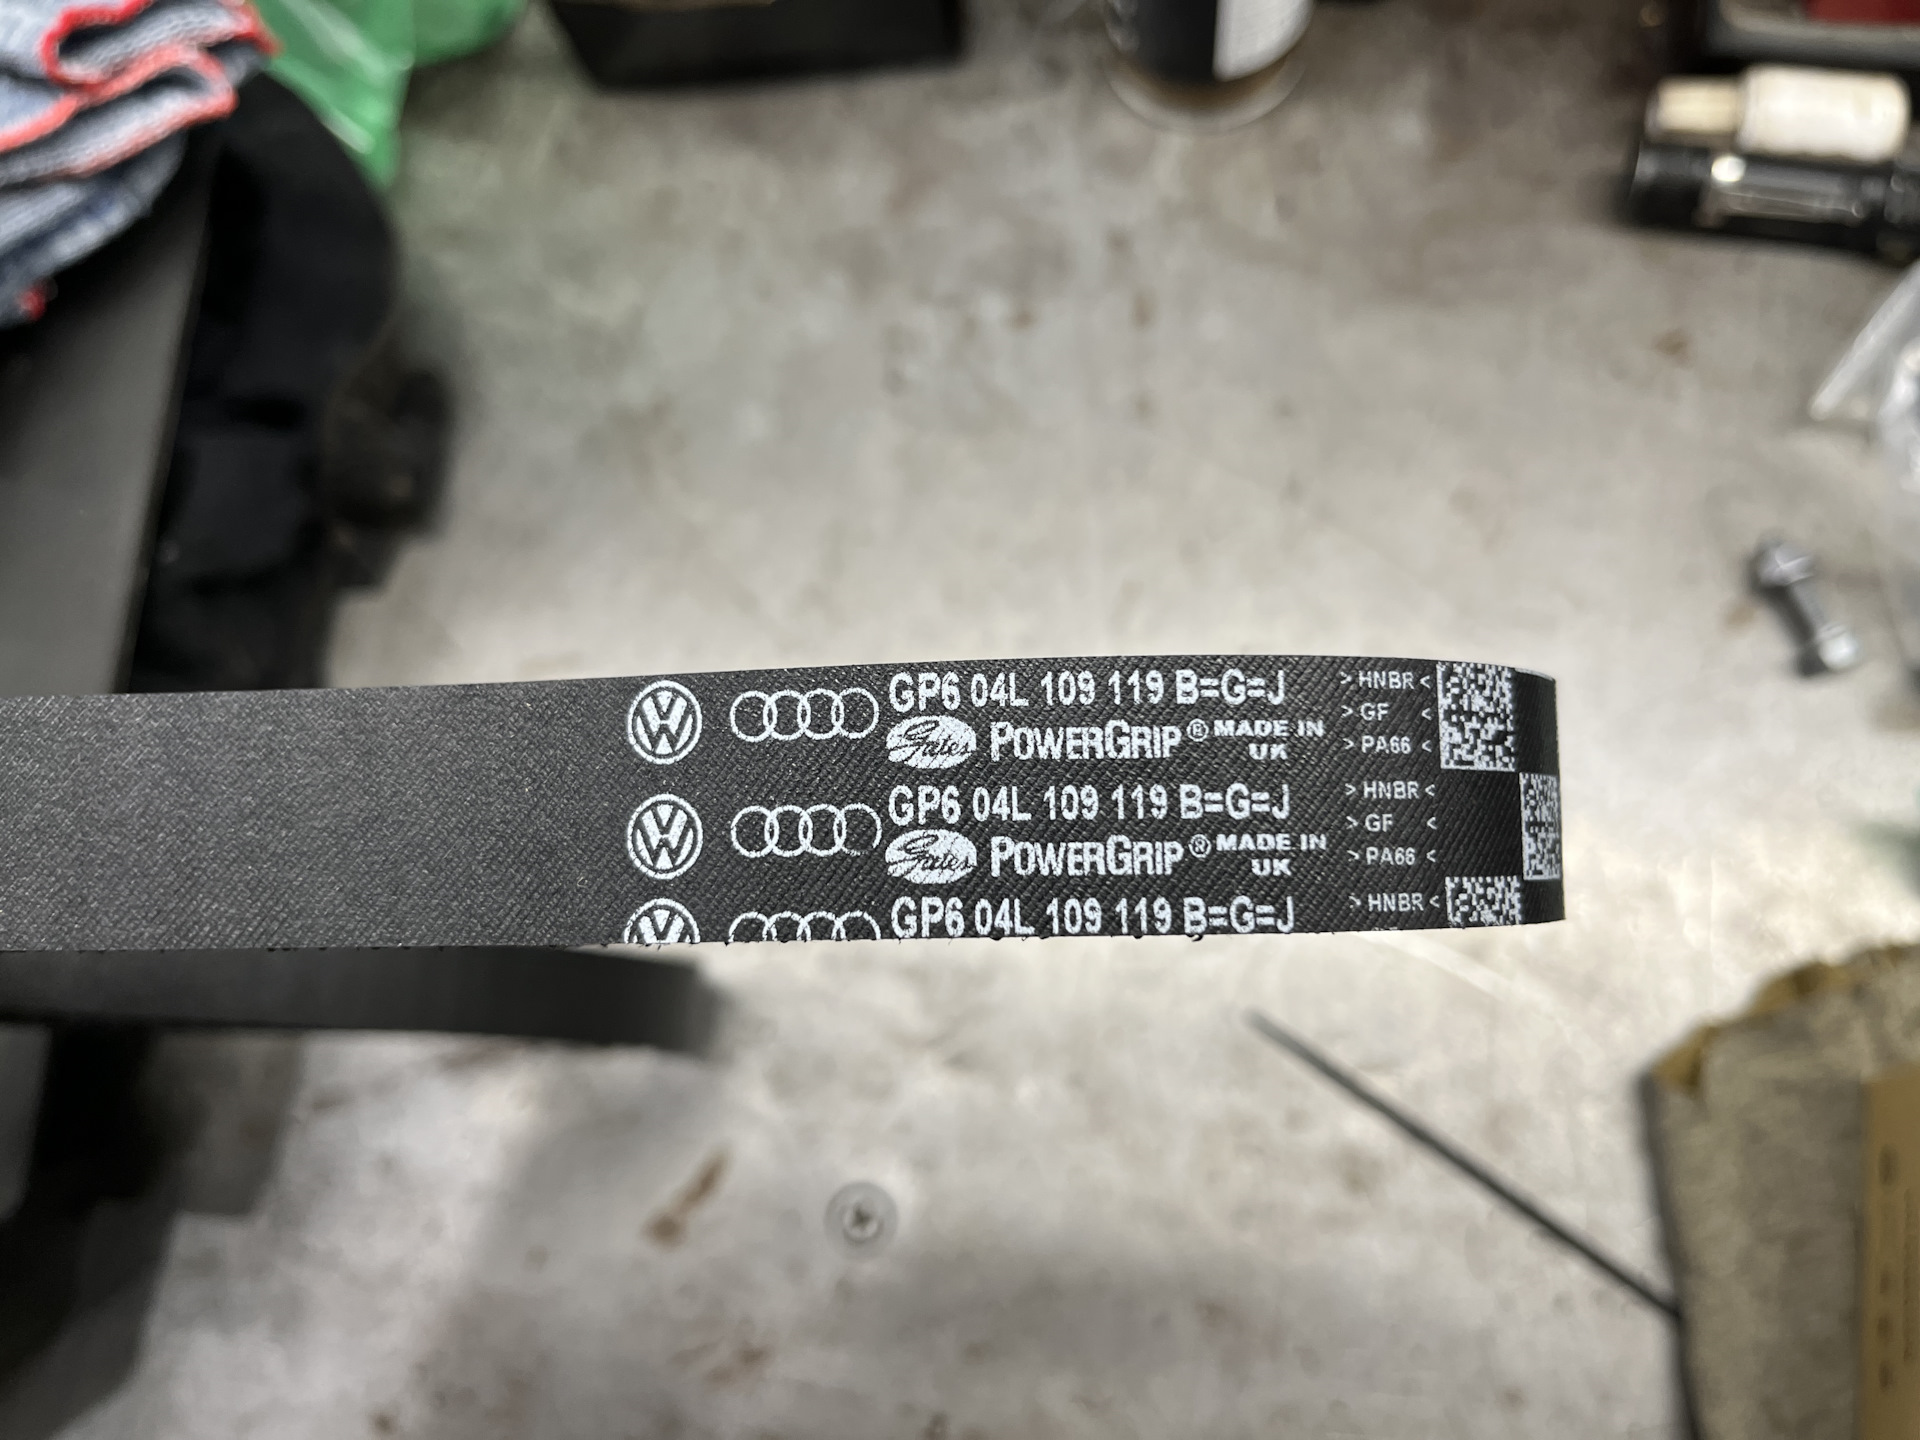 GP6 04L 109 119 B=G=J
Gates POWERGRIP® MADE IN UK
>HNBR<
>GF <
>PA66 <
GP6 04L 109 119 B=G=J
Gates POWERGRIP® MADE IN UK
>HNBR<
>GF <
>PA66 <
GP6 04L 109 119 B=G=J
>HNBR<